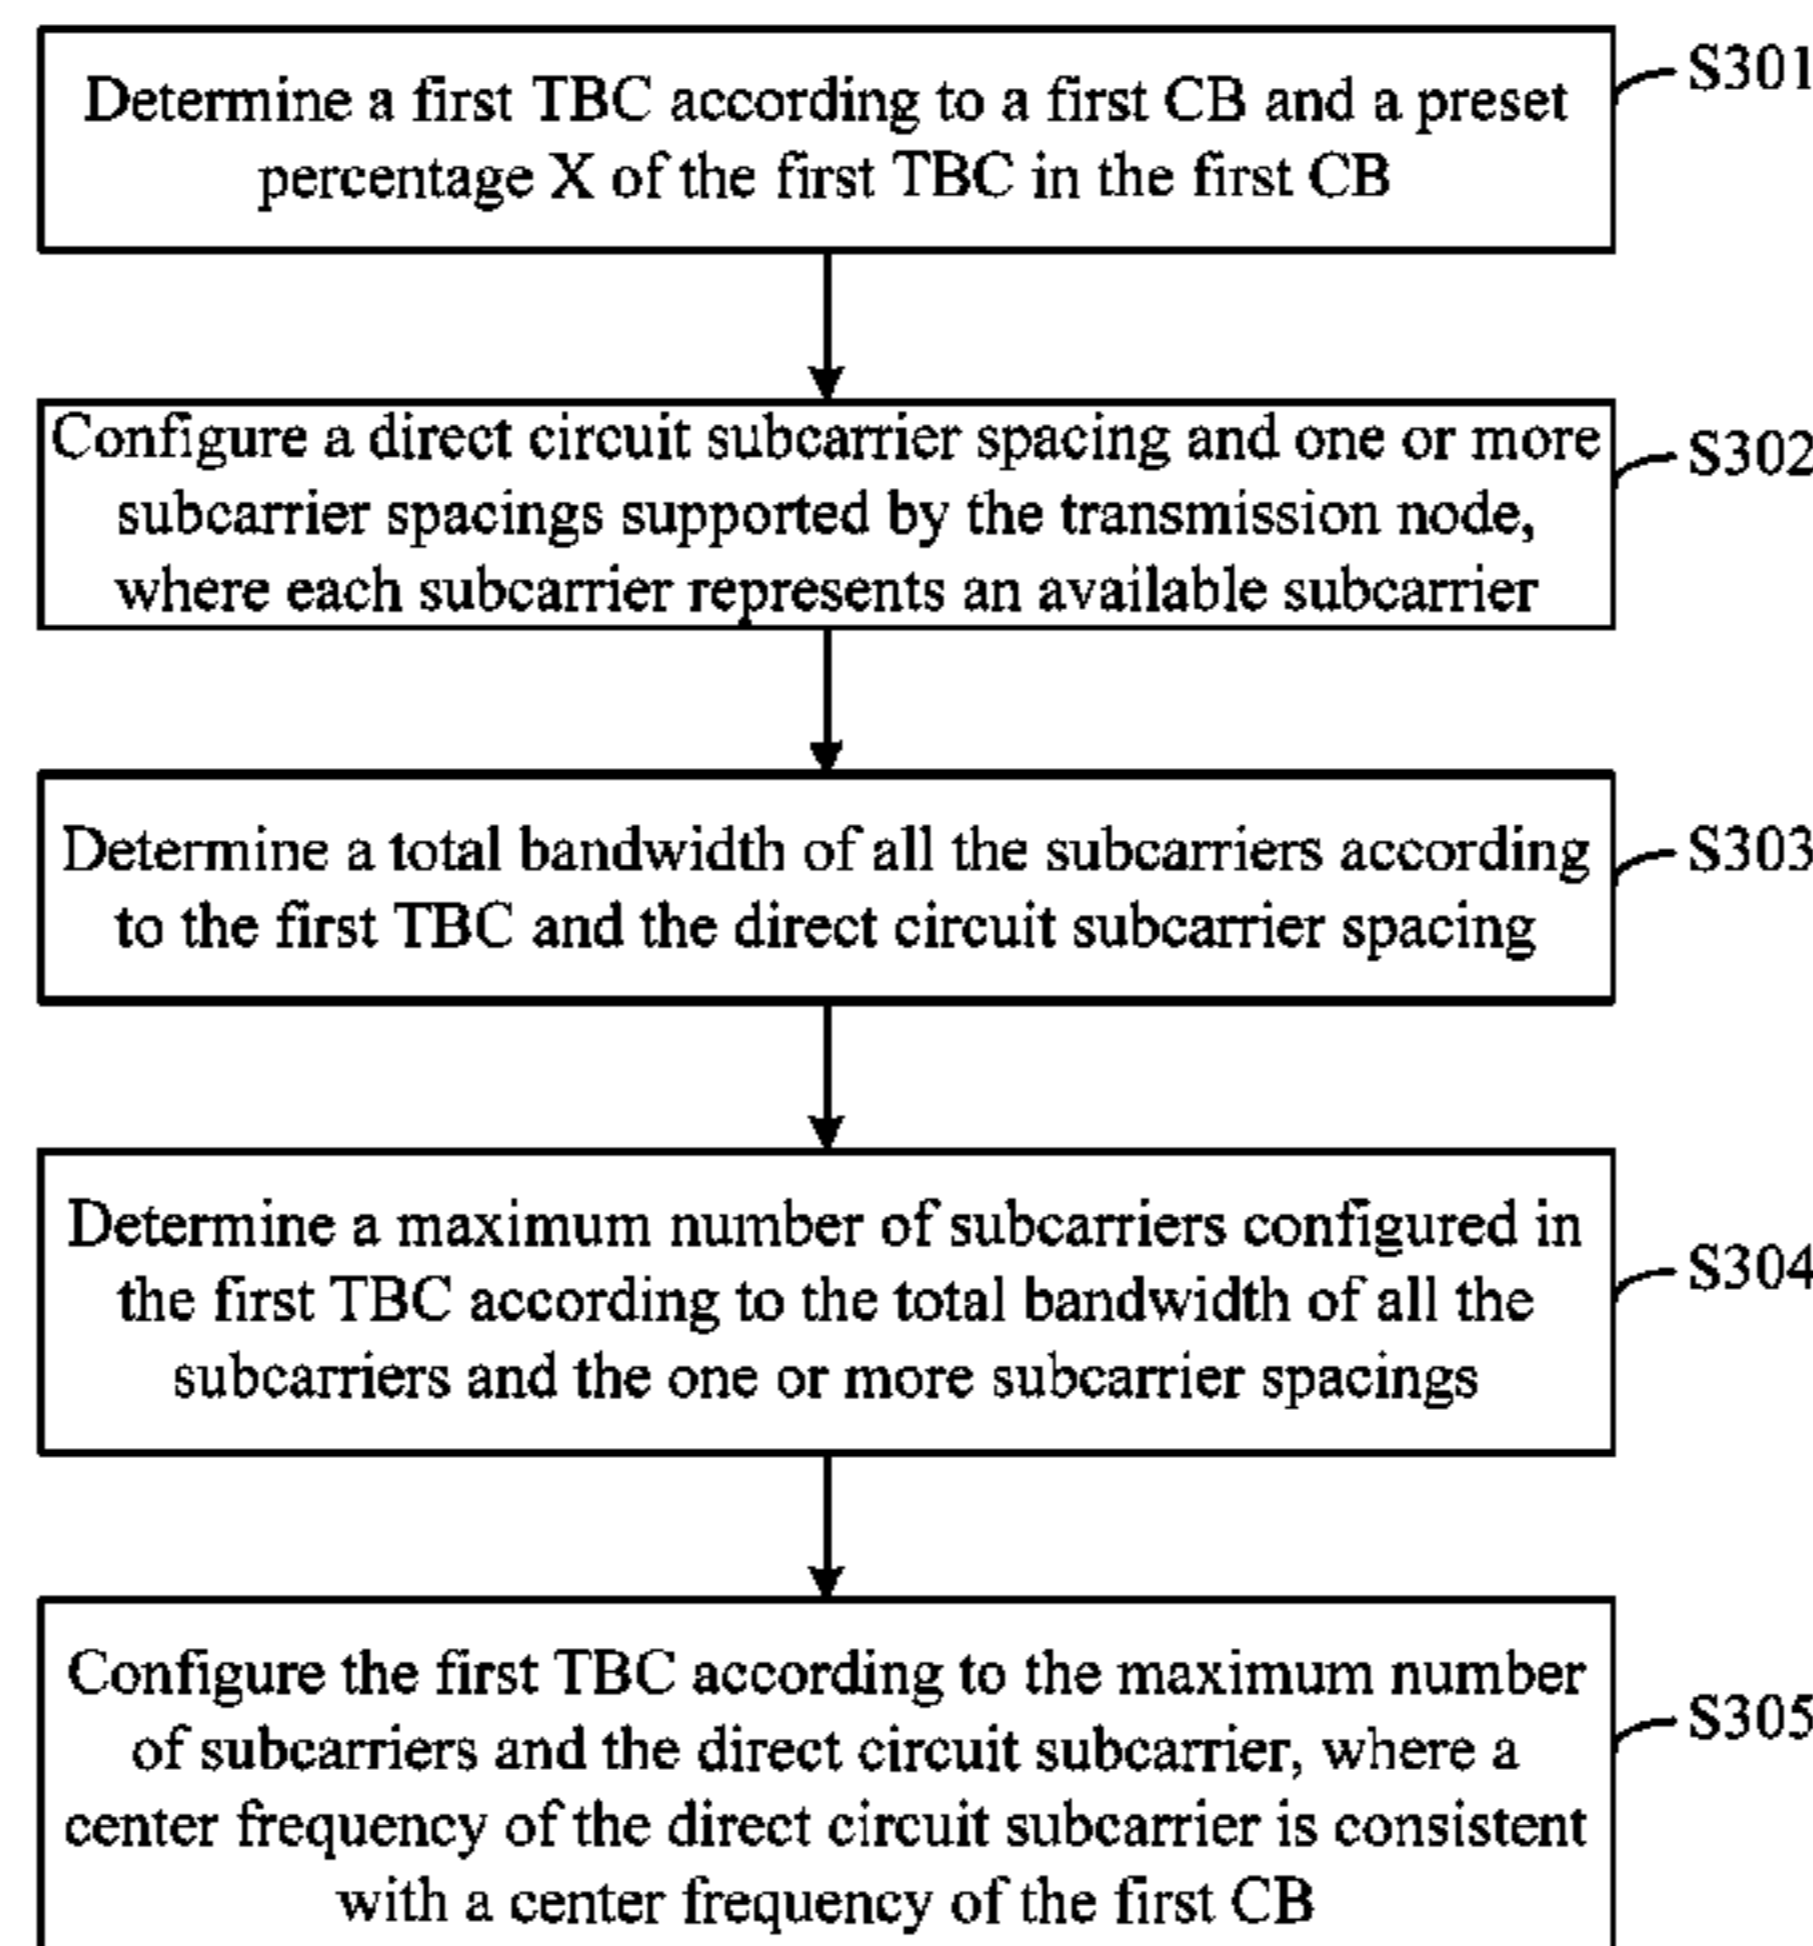 Determine a first TBC according to a first CB and a preset
percentage X of the first TBC in the first CB
S301
Configure a direct circuit subcarrier spacing and one or more
subcarrier spacings supported by the transmission node,
where each subcarrier represents an available subcarrier
S302
Determine a total bandwidth of all the subcarriers according
to the first TBC and the direct circuit subcarrier spacing
S303
Determine a maximum number of subcarriers configured in
the first TBC according to the total bandwidth of all the
subcarriers and the one or more subcarrier spacings
S304
Configure the first TBC according to the maximum number
of subcarriers and the direct circuit subcarrier, where a
center frequency of the direct circuit subcarrier is consistent
with a center frequency of the first CB
S305